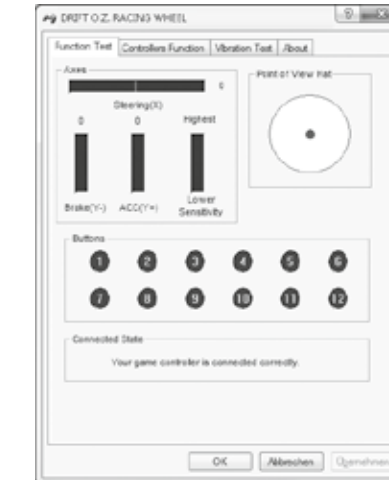 DRIFT O.Z. RACING WHEEL
Function Test Controllers Function Vibration Test About
Axes
0
Steering(X)
0 0 Highest
Brake(Y-) ACC(Y+) Lower
Sensitivity
Point of View Hat
Buttons
1 2 3 4 5 6
7 8 9 10 11 12
Connected State
Your game controller is connected correctly.
OK Abbrechen Übernehmen